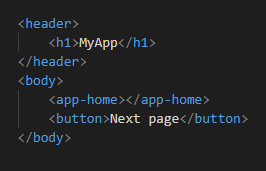 <header>
    <h1>MyApp</h1>
</header>
<body>
    <app-home></app-home>
    <button>Next page</button>
</body>